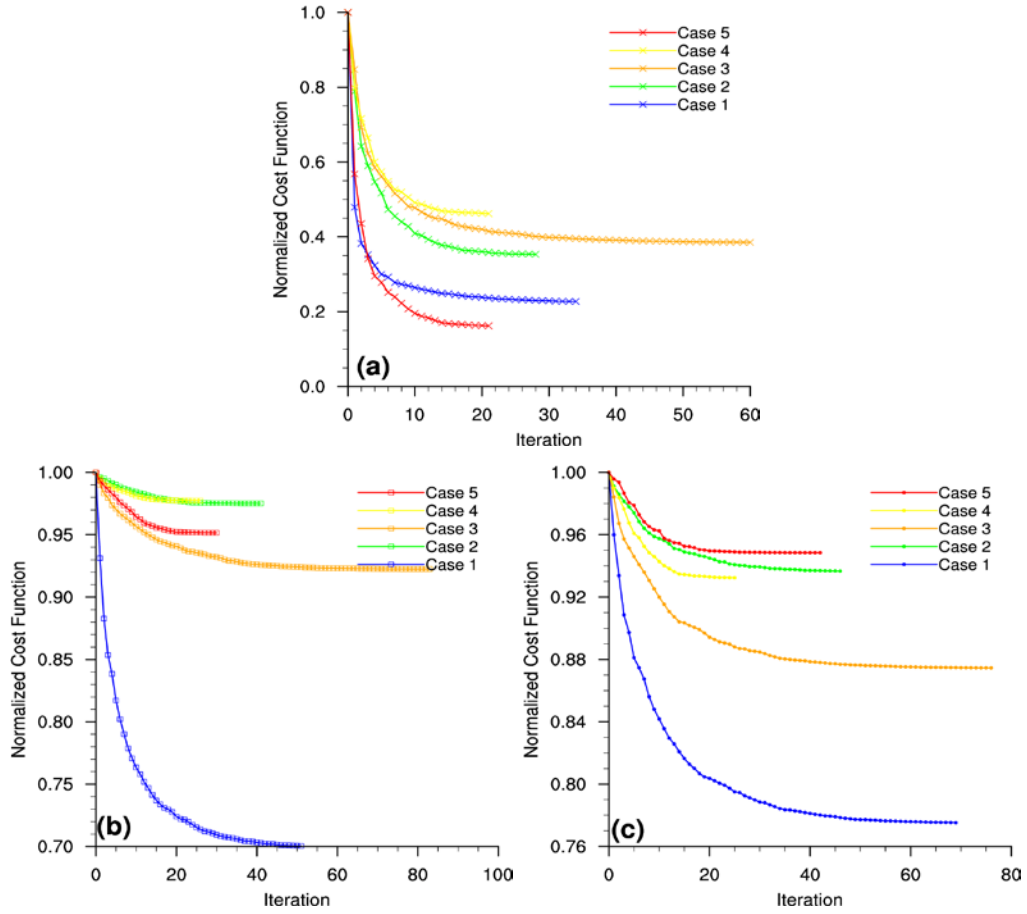 1.0
0.8
0.6
0.4
0.2
0.0
Normalized Cost Function
Case 5
Case 4
Case 3
Case 2
Case 1
(a)
0 10 20 30 40 50 60
Iteration
1.00
0.95
0.90
0.85
0.80
0.75
0.70
Normalized Cost Function
Case 5
Case 4
Case 3
Case 2
Case 1
(b)
0 20 40 60 80 100
Iteration
1.00
0.96
0.92
0.88
0.84
0.80
0.76
Normalized Cost Function
Case 5
Case 4
Case 3
Case 2
Case 1
(c)
0 20 40 60 80
Iteration